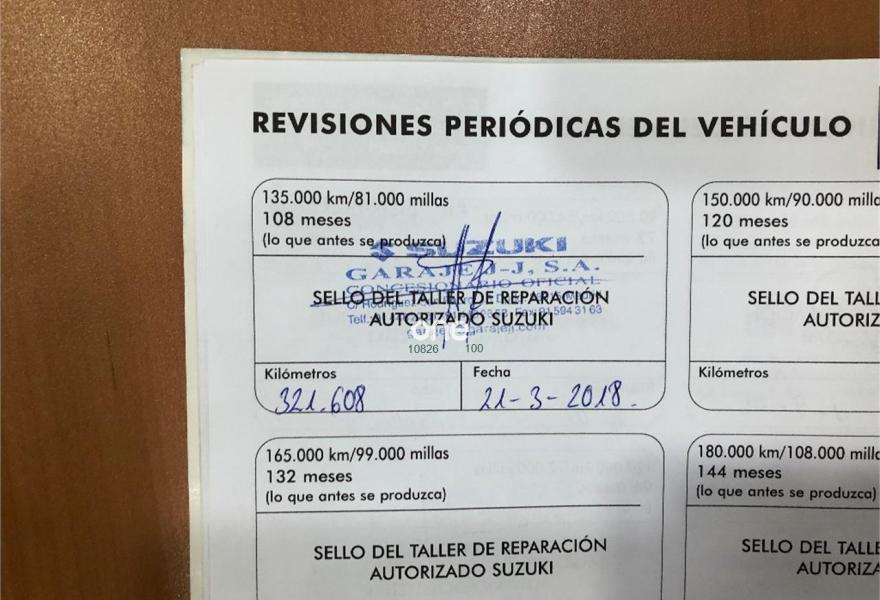 REVISIONES PERIÓDICAS DEL VEHÍCULO
135.000 km/81.000 millas
108 meses
(lo que antes se produzca)
SUZUKI
GARAJE J-J, S.A.
CONCESIONARIO OFICIAL
SELLO DEL TALLER DE REPARACIÓN
AUTORIZADO SUZUKI
one
10826 100
Kilómetros
321.608
Fecha
21-3-2018.
150.000 km/90.000 milla
120 meses
(lo que antes se produzca
SELLO DEL TALL
AUTORIZ
Kilómetros
165.000 km/99.000 millas
132 meses
(lo que antes se produzca)
SELLO DEL TALLER DE REPARACIÓN
AUTORIZADO SUZUKI
180.000 km/108.000 milla
144 meses
(lo que antes se produzca)
SELLO DEL TALLE
AUTORIZA